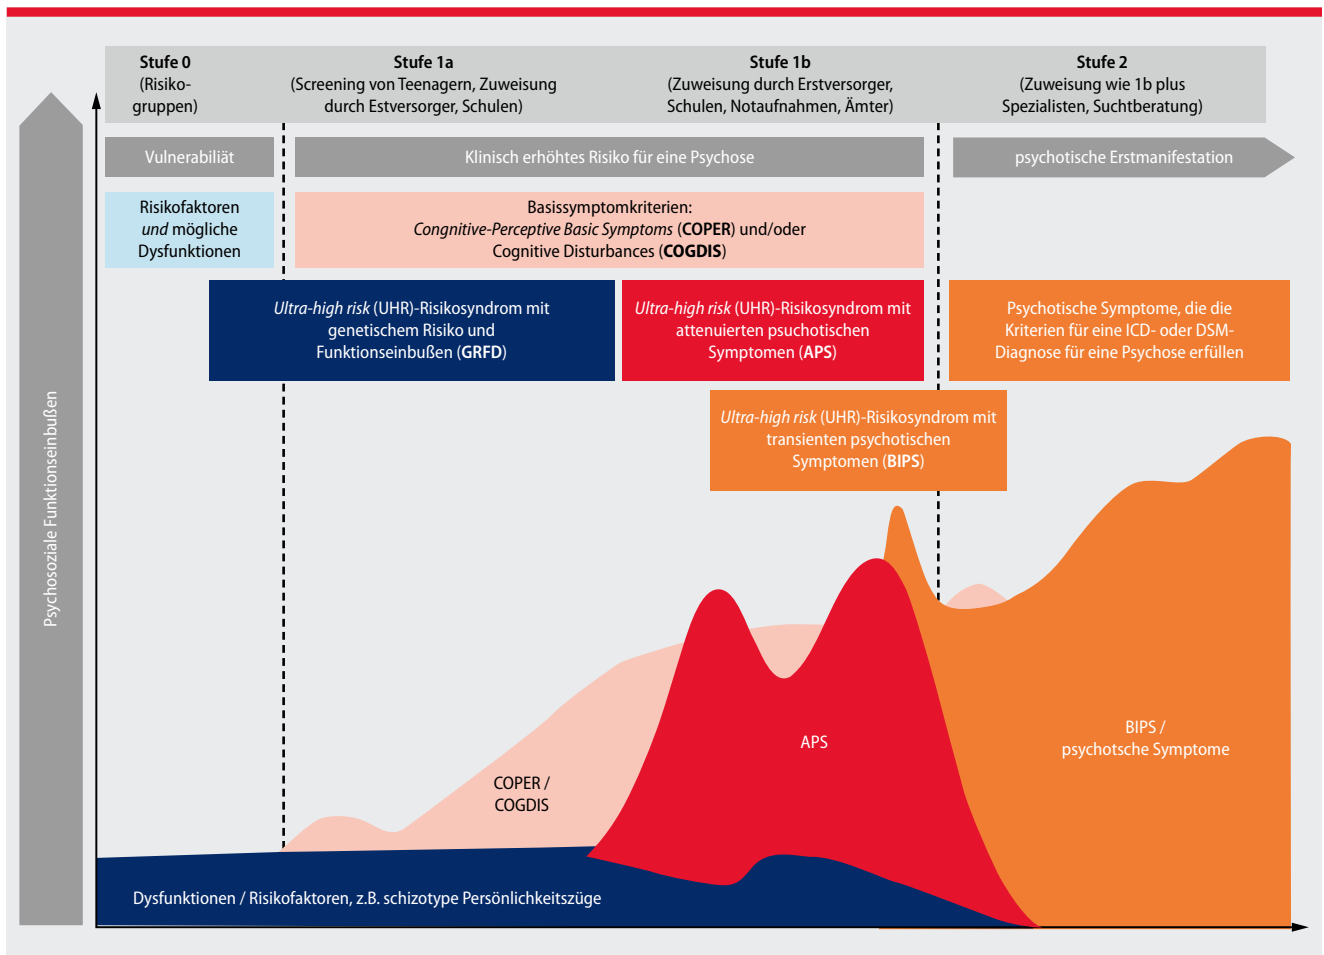 Stufe 0
(Risiko-
gruppen)
Stufe 1a
(Screening von Teenagern, Zuweisung
durch Estversorger, Schulen)
Stufe 1b
(Zuweisung durch Erstversorger,
Schulen, Notaufnahmen, Ämter)
Stufe 2
(Zuweisung wie 1b plus
Spezialisten, Suchtberatung)
Vulnerabiliät
Klinisch erhöhtes Risiko für eine Psychose
psychotische Erstmanifestation
Risikofaktoren
und mögliche
Dysfunktionen
Basissymptomkriterien:
Congnitive-Perceptive Basic Symptoms (COPER) und/oder
Cognitive Disturbances (COGDIS)
Ultra-high risk (UHR)-Risikosyndrom mit
genetischem Risiko und
Funktionseinbußen (GRFD)
Ultra-high risk (UHR)-Risikosyndrom mit
attenuierten psuchotischen
Symptomen (APS)
Psychotische Symptome, die die
Kriterien für eine ICD- oder DSM-
Diagnose für eine Psychose erfüllen
Ultra-high risk (UHR)-Risikosyndrom mit
transienten psychotischen
Symptomen (BIPS)
Psychosoziale Funktionseinbußen
COPER /
COGDIS
APS
BIPS /
psychotsche Symptome
Dysfunktionen / Risikofaktoren, z.B. schizotype Persönlichkeitszüge